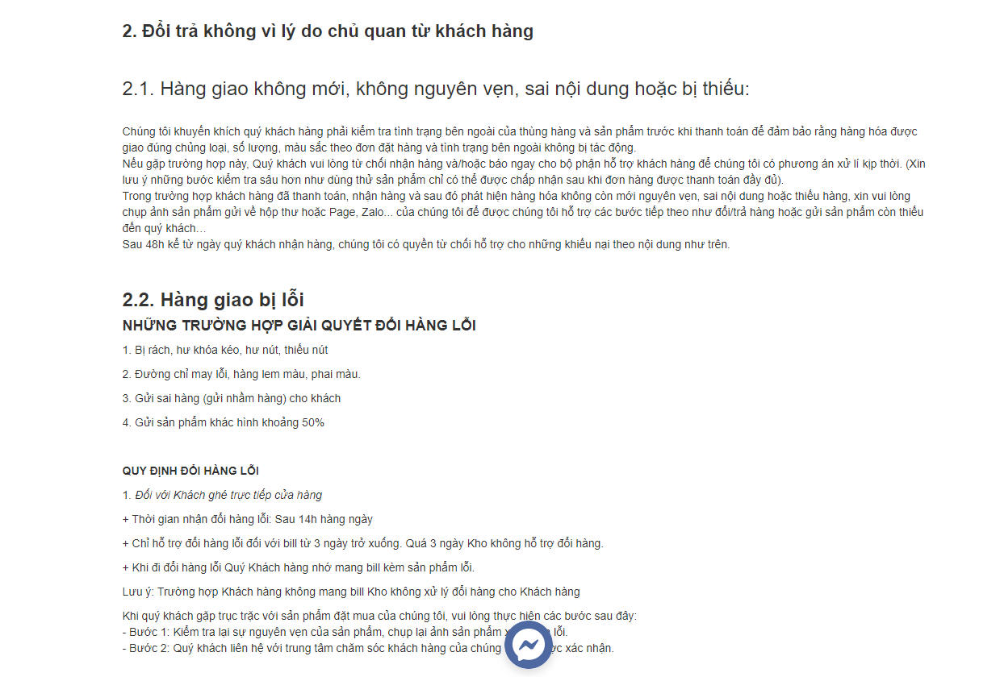 2. Đổi trả không vì lý do chủ quan từ khách hàng
2.1. Hàng giao không mới, không nguyên vẹn, sai nội dung hoặc bị thiếu:
Chúng tôi khuyến khích quý khách hàng phải kiểm tra tình trạng bên ngoài của thùng hàng và sản phẩm trước khi thanh toán để đảm bảo rằng hàng hóa được
giao đúng chủng loại, số lượng, màu sắc theo đơn đặt hàng và tình trạng bên ngoài không bị tác động.
Nếu gặp trường hợp này, Quý khách vui lòng từ chối nhận hàng và/hoặc báo ngay cho bộ phận hỗ trợ khách hàng để chúng tôi có phương án xử lí kịp thời. (Xin
lưu ý những bước kiểm tra sâu hơn như dùng thử sản phẩm chỉ có thể được chấp nhận sau khi đơn hàng được thanh toán đầy đủ).
Trong trường hợp khách hàng đã thanh toán, nhận hàng và sau đó phát hiện hàng hóa không còn mới nguyên vẹn, sai nội dung hoặc thiếu hàng, xin vui lòng
chụp ảnh sản phẩm gửi về hộp thư hoặc Page, Zalo... của chúng tôi để được chúng tôi hỗ trợ các bước tiếp theo như đổi/trả hàng hoặc gửi sản phẩm còn thiếu
đến quý khách…
Sau 48h kể từ ngày quý khách nhận hàng, chúng tôi có quyền từ chối hỗ trợ cho những khiếu nại theo nội dung như trên.
2.2. Hàng giao bị lỗi
NHỮNG TRƯỜNG HỢP GIẢI QUYẾT ĐỔI HÀNG LỖI
1. Bị rách, hư khóa kéo, hư nút, thiếu nút
2. Đường chỉ may lỗi, hàng lem màu, phai màu.
3. Gửi sai hàng (gửi nhầm hàng) cho khách
4. Gửi sản phẩm khác hình khoảng 50%
QUY ĐỊNH ĐỔI HÀNG LỖI
1. Đối với Khách ghé trực tiếp cửa hàng
+ Thời gian nhận đổi hàng lỗi: Sau 14h hàng ngày
+ Chỉ hỗ trợ đổi hàng lỗi đối với bill từ 3 ngày trở xuống. Quá 3 ngày Kho không hỗ trợ đổi hàng.
+ Khi đi đổi hàng lỗi Quý Khách hàng nhớ mang bill kèm sản phẩm lỗi.
Lưu ý: Trường hợp Khách hàng không mang bill Kho không xử lý đổi hàng cho Khách hàng
Khi quý khách gặp trục trặc với sản phẩm đặt mua của chúng tôi, vui lòng thực hiện các bước sau đây:
- Bước 1: Kiểm tra lại sự nguyên vẹn của sản phẩm, chụp lại ảnh sản phẩm lỗi.
- Bước 2: Quý khách liên hệ với trung tâm chăm sóc khách hàng của chúng xác nhận.